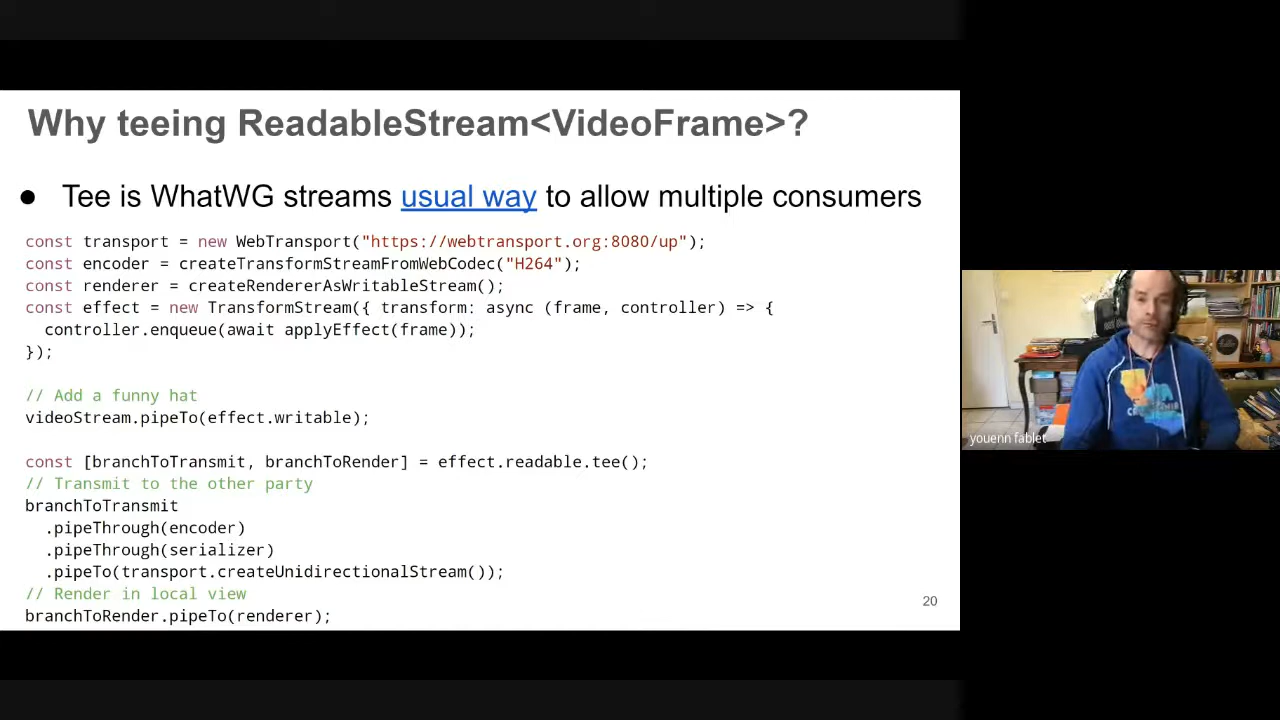 Why teeing ReadableStream<VideoFrame>?
● Tee is WhatWG streams usual way to allow multiple consumers
const transport = new WebTransport("https://webtransport.org:8080/up");
const encoder = createTransformStreamFromWebCodec("H264");
const renderer = createRendererAsWritableStream();
const effect = new TransformStream({ transform: async (frame, controller) => {
  controller.enqueue(await applyEffect(frame));
});
// Add a funny hat
videoStream.pipeTo(effect.writable);
const [branchToTransmit, branchToRender] = effect.readable.tee();
// Transmit to the other party
branchToTransmit
  .pipeThrough(encoder)
  .pipeThrough(serializer)
  .pipeTo(transport.createUnidirectionalStream());
// Render in local view
branchToRender.pipeTo(renderer);
20
youenn fablet